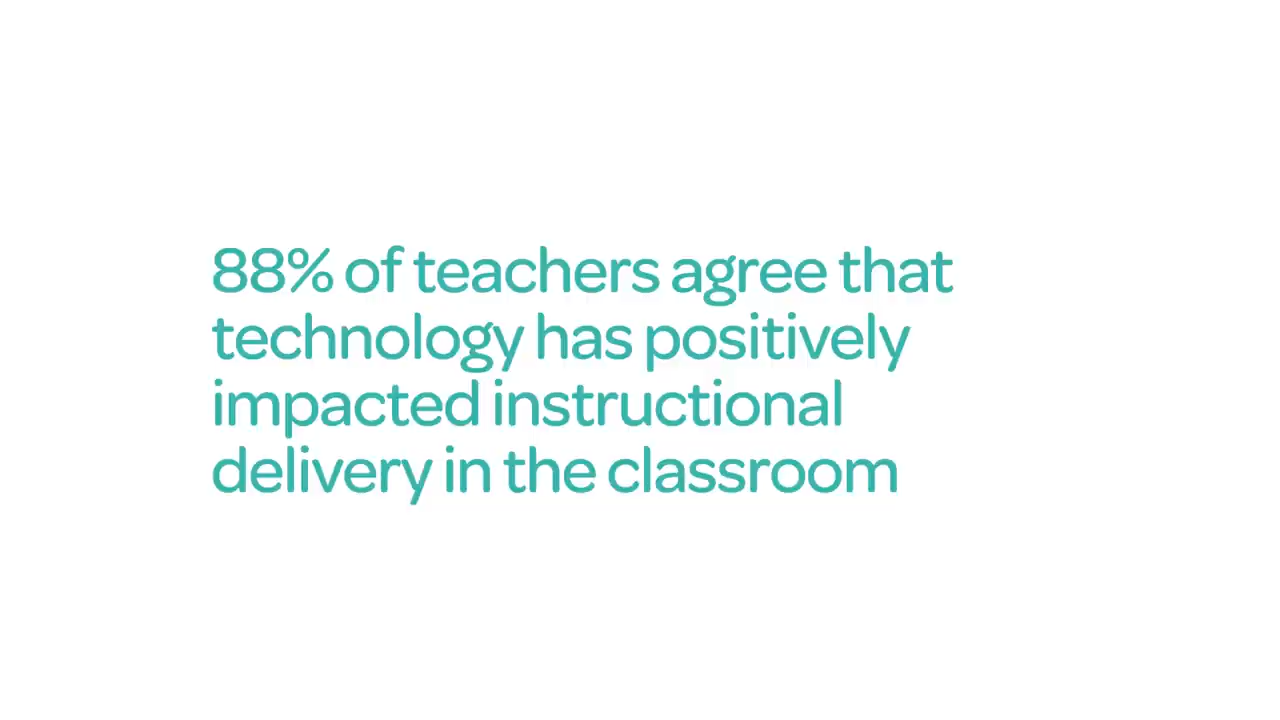 88% of teachers agree that
technology has positively
impacted instructional
delivery in the classroom